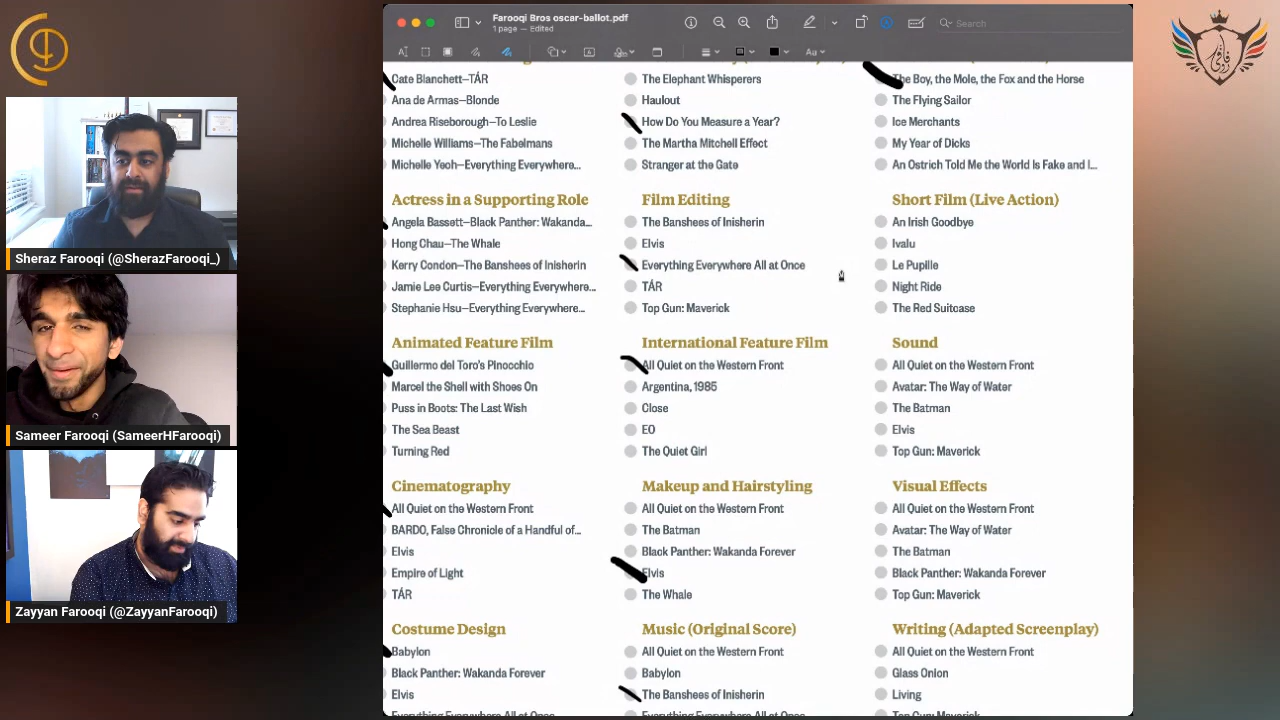 Farooqi Bros oscar-ballot.pdf
1 page – Edited
Search
Aa
Sheraz Farooqi (@SherazFarooqi_)
Sameer Farooqi (SameerHFarooqi)
Zayyan Farooqi (@ZayyanFarooqi)
Cate Blanchett—TÁR
Ana de Armas—Blonde
Andrea Riseborough—To Leslie
Michelle Williams—The Fabelmans
Michelle Yeoh—Everything Everywhere...
Actress in a Supporting Role
Angela Bassett—Black Panther: Wakanda...
Hong Chau—The Whale
Kerry Condon—The Banshees of Inisherin
Jamie Lee Curtis—Everything Everywhere...
Stephanie Hsu—Everything Everywhere...
Animated Feature Film
Guillermo del Toro's Pinocchio
Marcel the Shell with Shoes On
Puss in Boots: The Last Wish
The Sea Beast
Turning Red
Cinematography
All Quiet on the Western Front
BARDO, False Chronicle of a Handful of...
Elvis
Empire of Light
TÁR
Costume Design
Babylon
Black Panther: Wakanda Forever
Elvis
Everything Everywhere All at Once
The Elephant Whisperers
Haulout
How Do You Measure a Year?
The Martha Mitchell Effect
Stranger at the Gate
Film Editing
The Banshees of Inisherin
Elvis
Everything Everywhere All at Once
TÁR
Top Gun: Maverick
International Feature Film
All Quiet on the Western Front
Argentina, 1985
Close
EO
The Quiet Girl
Makeup and Hairstyling
All Quiet on the Western Front
The Batman
Black Panther: Wakanda Forever
Elvis
The Whale
Music (Original Score)
All Quiet on the Western Front
Babylon
The Banshees of Inisherin
Everything Everywhere All at Once
The Boy, the Mole, the Fox and the Horse
The Flying Sailor
Ice Merchants
My Year of Dicks
An Ostrich Told Me the World Is Fake and I...
Short Film (Live Action)
An Irish Goodbye
Ivalu
Le Pupille
Night Ride
The Red Suitcase
Sound
All Quiet on the Western Front
Avatar: The Way of Water
The Batman
Elvis
Top Gun: Maverick
Visual Effects
All Quiet on the Western Front
Avatar: The Way of Water
The Batman
Black Panther: Wakanda Forever
Top Gun: Maverick
Writing (Adapted Screenplay)
All Quiet on the Western Front
Glass Onion
Living
Top Gun: Maverick